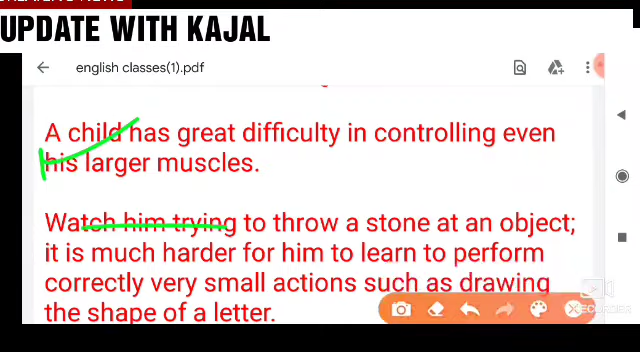 UPDATE WITH KAJAL
english classes(1).pdf
A child has great difficulty in controlling even
his larger muscles.
Watch him trying to throw a stone at an object;
it is much harder for him to learn to perform
correctly very small actions such as drawing
the shape of a letter.